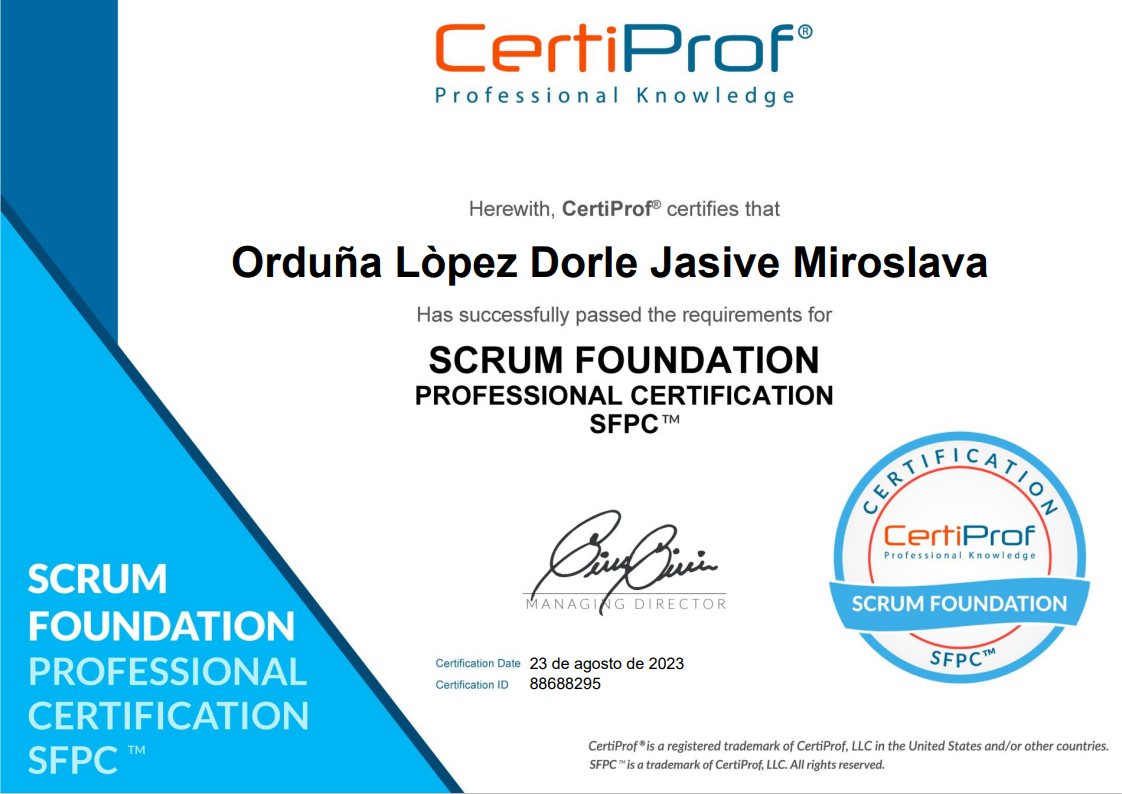 CertiProf®
Professional Knowledge
Herewith, CertiProf® certifies that
Orduña Lòpez Dorle Jasive Miroslava
Has successfully passed the requirements for
SCRUM FOUNDATION
PROFESSIONAL CERTIFICATION
SFPC™
CERTIFICATION
CertiProf
Professional Knowledge
SCRUM FOUNDATION
SFPC™
MANAGING DIRECTOR
SCRUM
FOUNDATION
PROFESSIONAL
CERTIFICATION
SFPC ™
Certification Date 23 de agosto de 2023
Certification ID 88688295
CertiProf® is a registered trademark of CertiProf, LLC in the United States and/or other countries.
SFPC ™ is a trademark of CertiProf, LLC. All rights reserved.